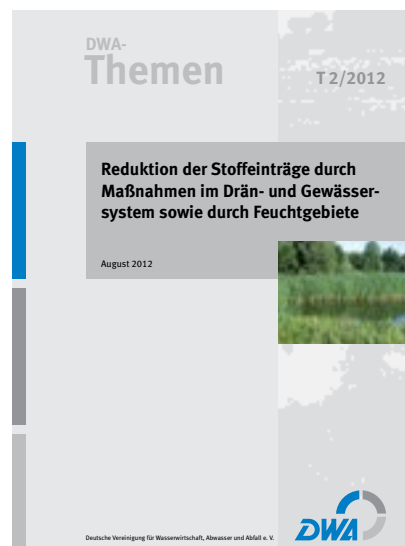 DWA-
Themen
T 2/2012
Reduktion der Stoffeinträge durch
Maßnahmen im Drän- und Gewässer-
system sowie durch Feuchtgebiete
August 2012
Deutsche Vereinigung für Wasserwirtschaft, Abwasser und Abfall e. V.
DWA